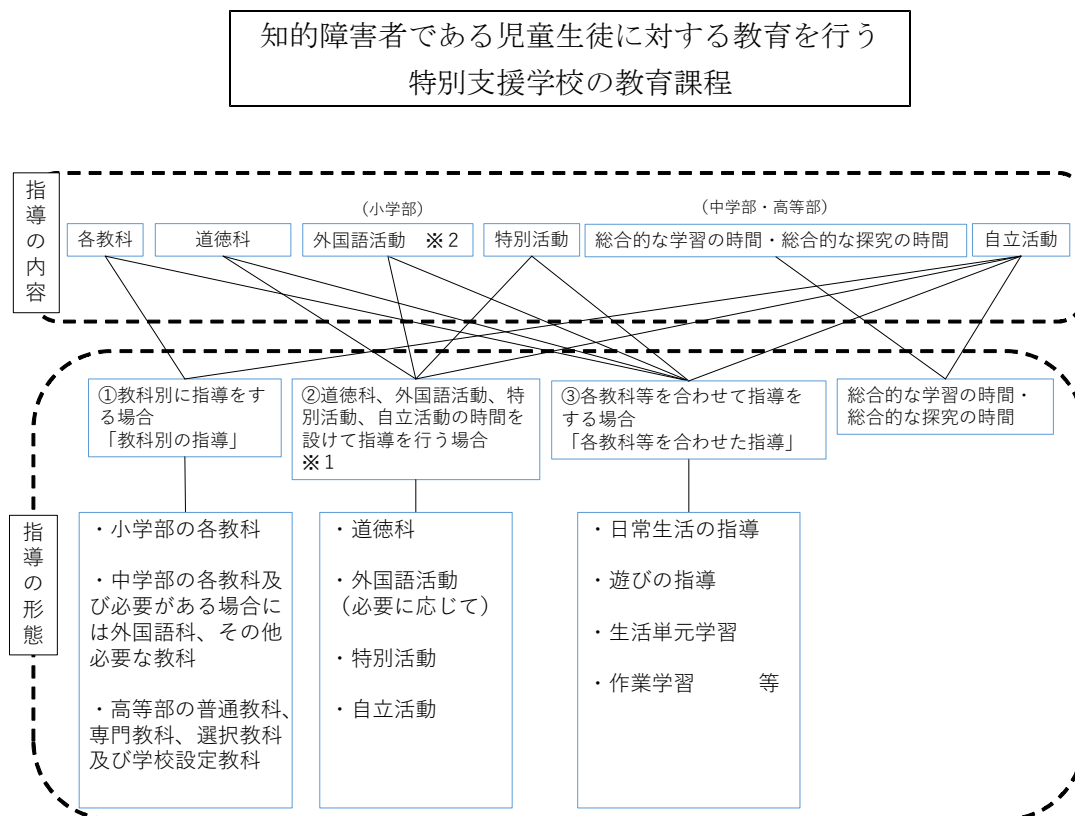 知的障害者である児童生徒に対する教育を行う
特別支援学校の教育課程
指導の内容
（小学部）
（中学部・高等部）
各教科
道徳科
外国語活動　※２
特別活動
総合的な学習の時間・総合的な探究の時間
自立活動
指導の形態
①教科別に指導をす
る場合
「教科別の指導」
②道徳科、外国語活動、特
別活動、自立活動の時間を
設けて指導を行う場合
※１
③各教科等を合わせて指導を
する場合
「各教科等を合わせた指導」
総合的な学習の時間・
総合的な探究の時間
・小学部の各教科
・中学部の各教科及
び必要がある場合に
は外国語科、その他
必要な教科
・高等部の普通教科、
専門教科、選択教科
及び学校設定教科
・道徳科
・外国語活動
（必要に応じて）
・特別活動
・自立活動
・日常生活の指導
・遊びの指導
・生活単元学習
・作業学習　　　等